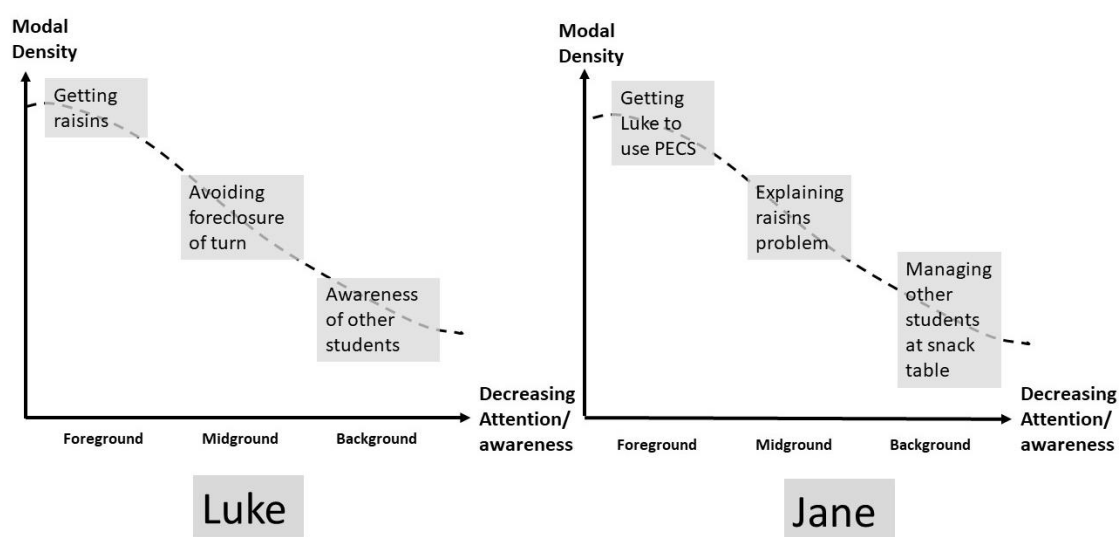 Modal
Density
Getting
raisins
Avoiding
foreclosure
of turn
Awareness
of other
students
Decreasing
Attention/
awareness
Foreground
Midground
Background
Luke
Modal
Density
Getting
Luke to
use PECS
Explaining
raisins
problem
Managing
other
students
at snack
table
Decreasing
Attention/
awareness
Foreground
Midground
Background
Jane